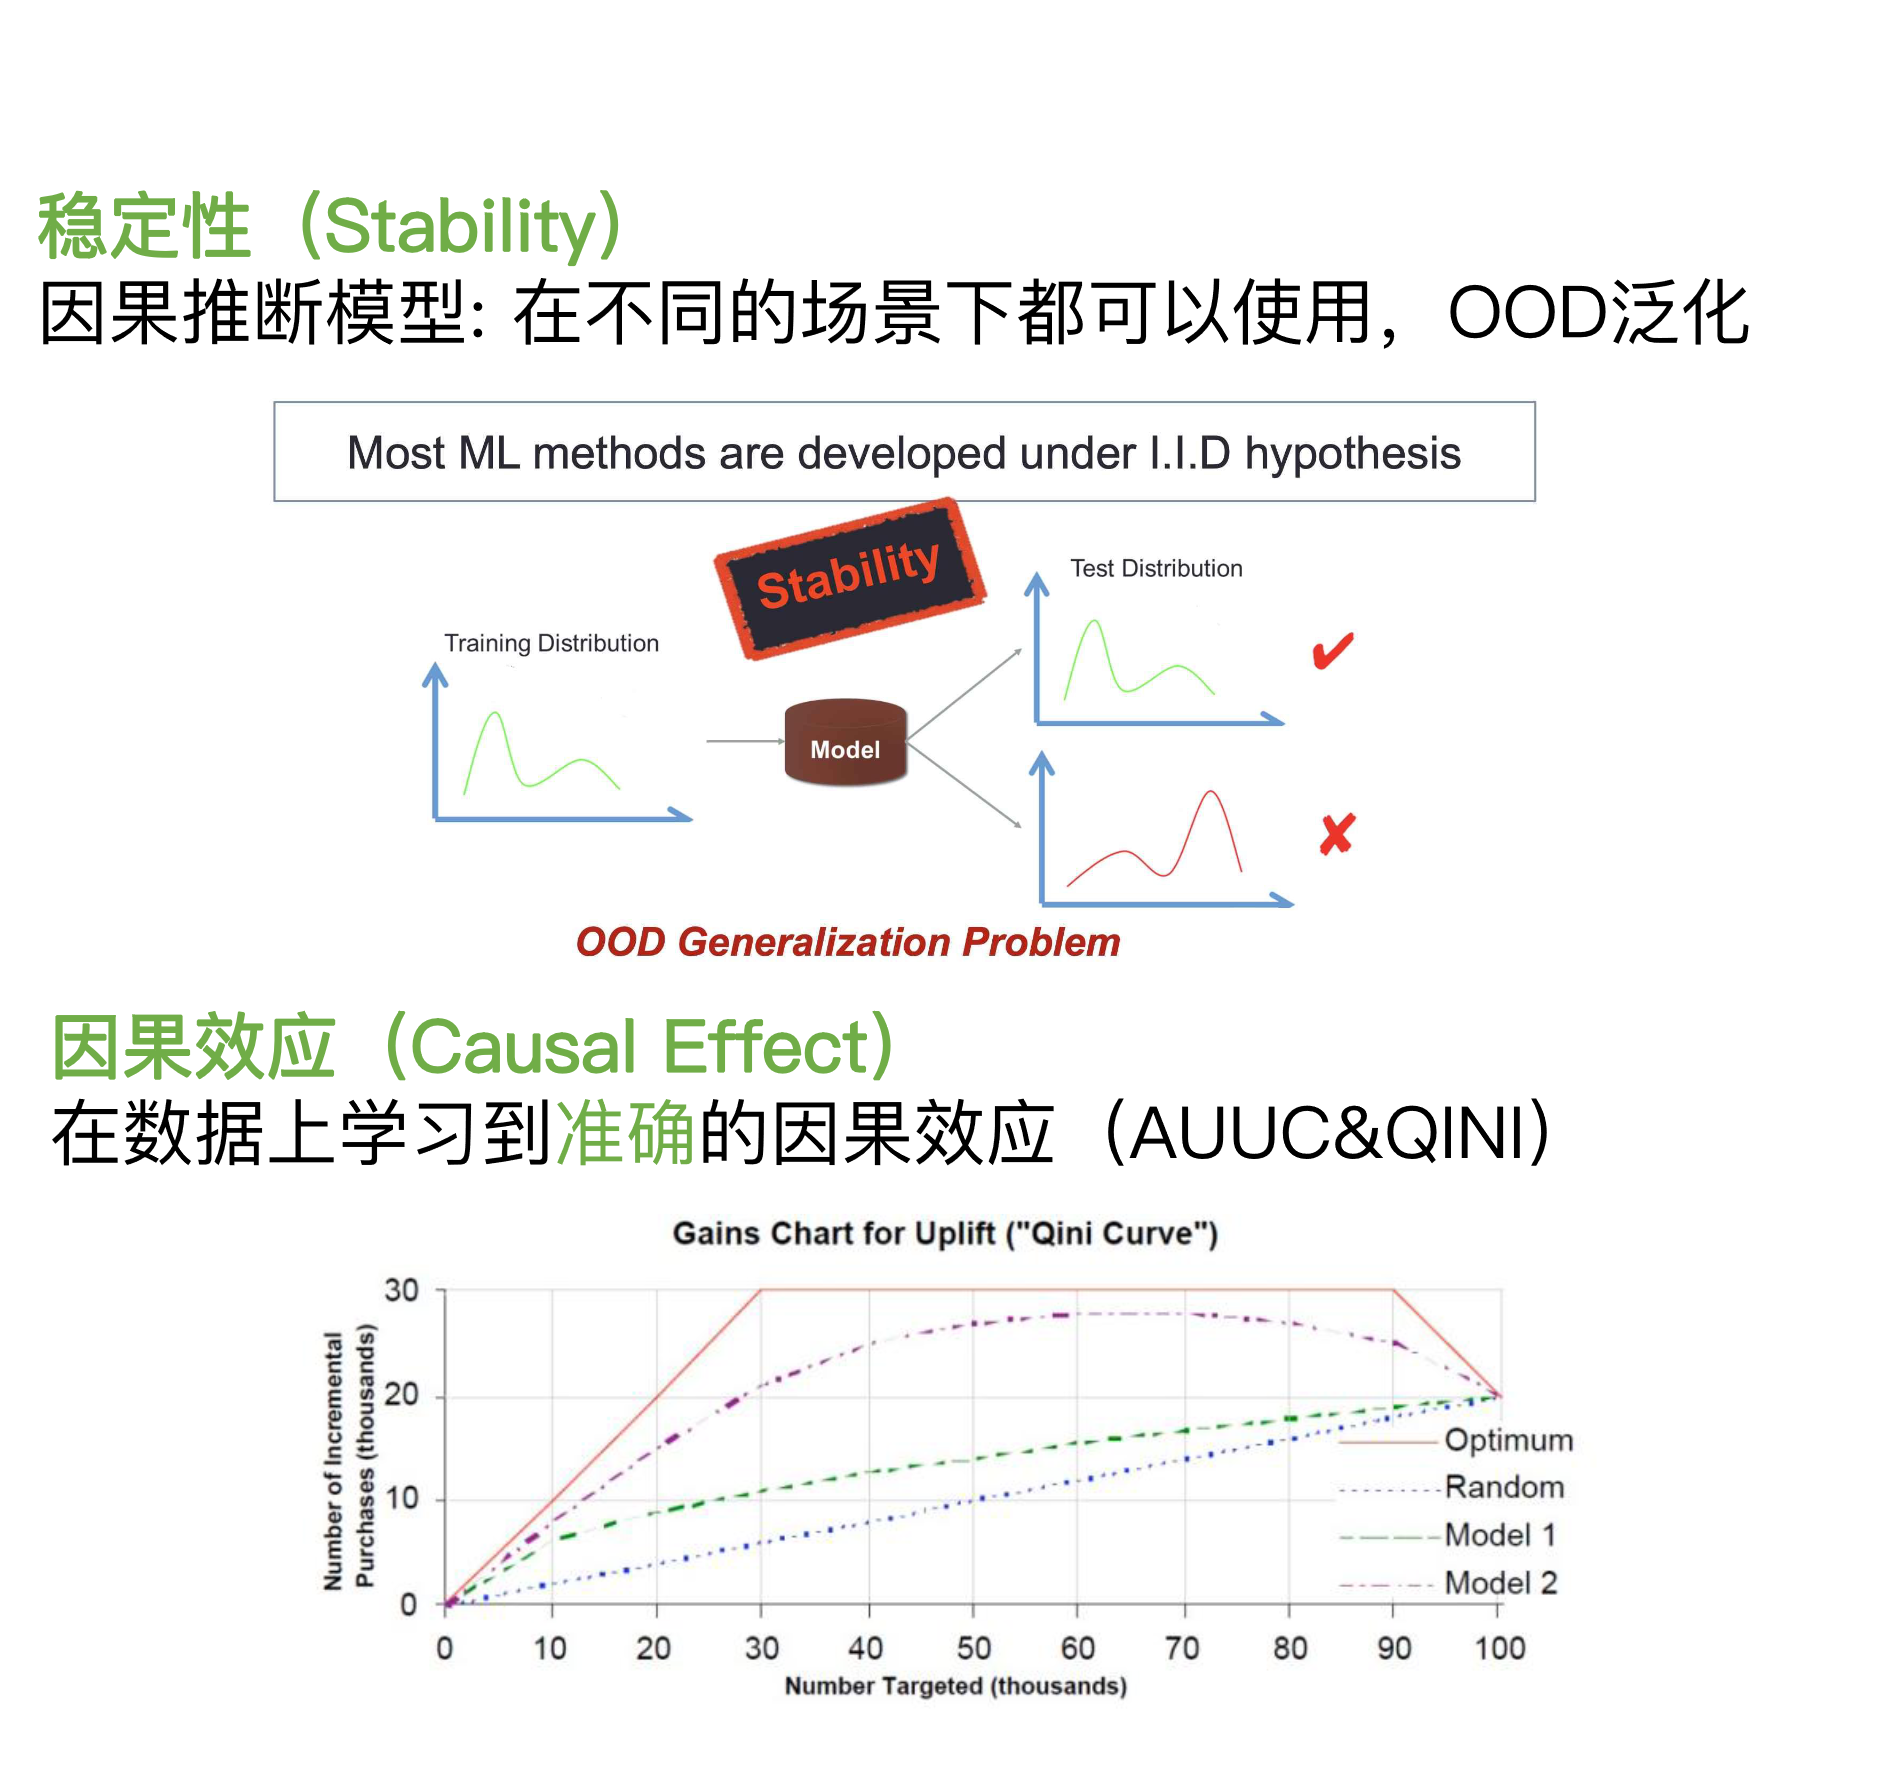 稳定性（Stability）
因果推断模型: 在不同的场景下都可以使用，OOD泛化
Most ML methods are developed under I.I.D hypothesis
Stability
Test Distribution
Training Distribution
Model
OOD Generalization Problem
因果效应（Causal Effect）
在数据上学习到准确的因果效应（AUUC&QINI）
Gains Chart for Uplift ("Qini Curve")
Number of Incremental
Purchases (thousands)
30
20
10
0
Optimum
Random
Model 1
Model 2
0 10 20 30 40 50 60 70 80 90 100
Number Targeted (thousands)